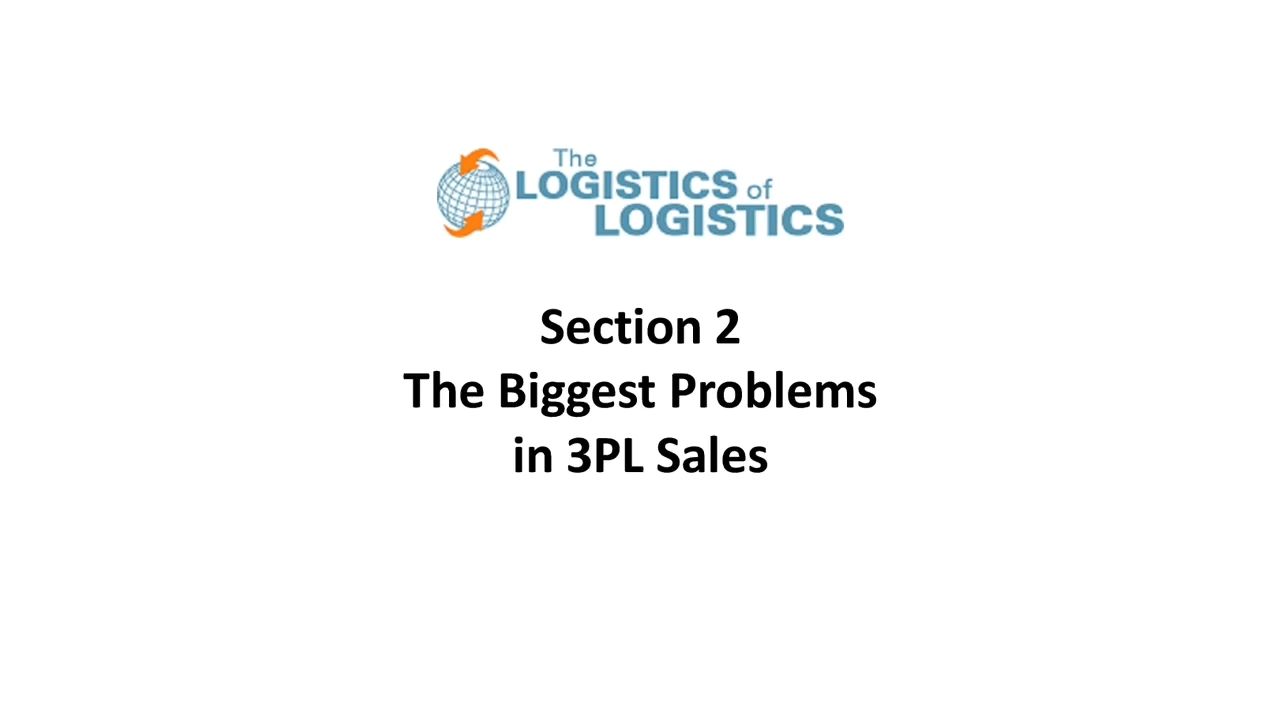 The
LOGISTICS of
LOGISTICS
Section 2
The Biggest Problems
in 3PL Sales